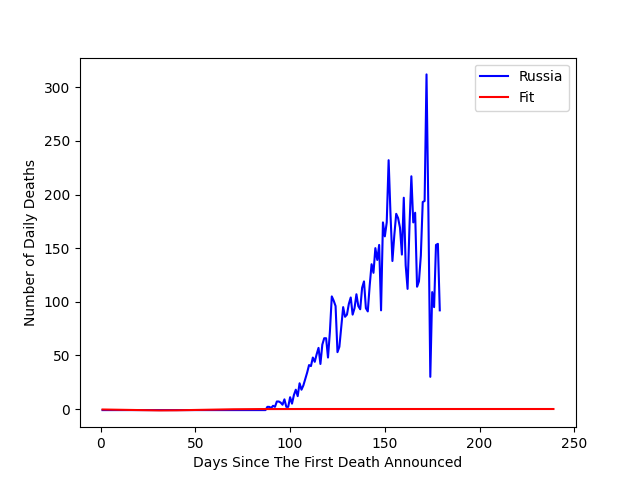 Russia
Fit
300
250
200
150
100
50
0
Number of Daily Deaths
0 50 100 150 200 250
Days Since The First Death Announced